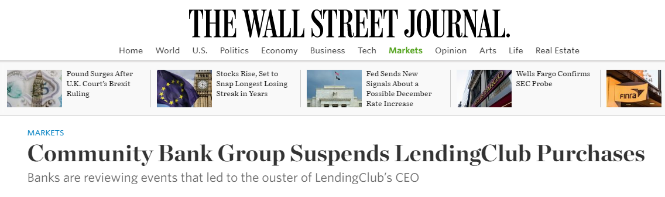 THE WALL STREET JOURNAL.
Home World U.S. Politics Economy Business Tech Markets Opinion Arts Life Real Estate
Pound Surges After
U.K. Court's Brexit
Ruling
Stocks Rise, Set to
Snap Longest Losing
Streak in Years
Fed Sends New
Signals About a
Possible December
Rate Increase
Wells Fargo Confirms
SEC Probe
FINRA
MARKETS
Community Bank Group Suspends LendingClub Purchases
Banks are reviewing events that led to the ouster of LendingClub's CEO